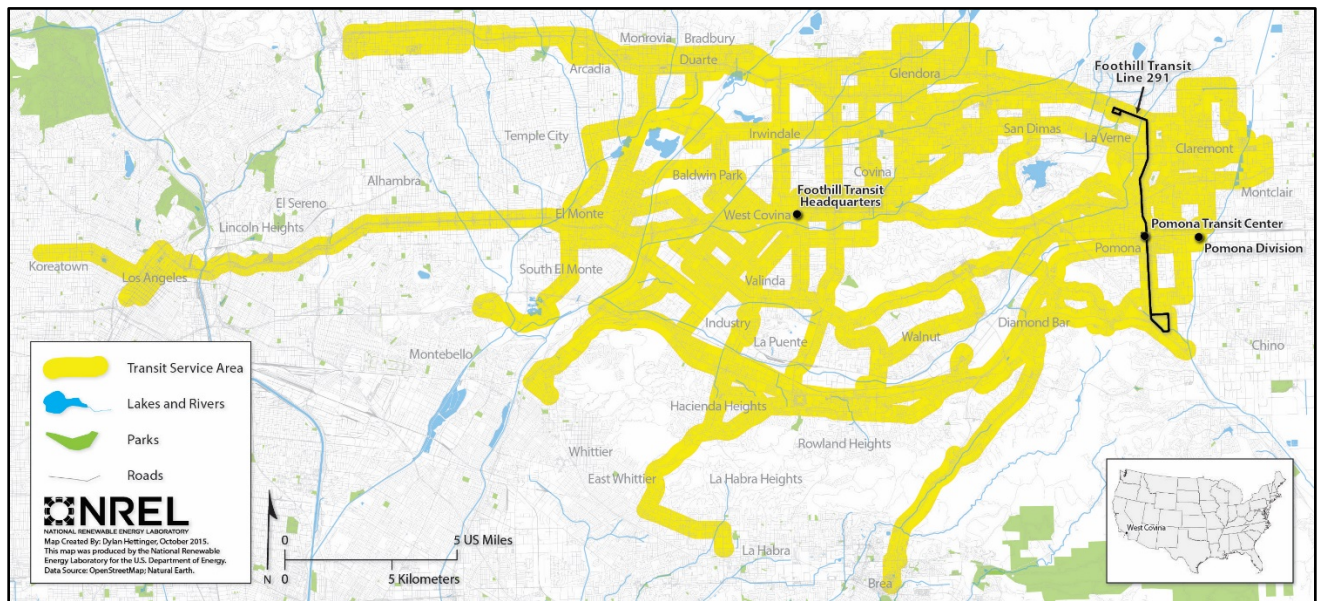 Monrovia
Bradbury
Arcadia
Duarte
Glendora
Foothill Transit
Line 291
Temple City
Irwindale
San Dimas
La Verne
Claremont
Baldwin Park
Covina
Alhambra
Montclair
El Sereno
Foothill Transit
Headquarters
El Monte
West Covina
Lincoln Heights
Pomona Transit Center
Pomona
Pomona Division
Koreatown
Los Angeles
South El Monte
Valinda
Industry
La Puente
Walnut
Diamond Bar
Chino
Montebello
Hacienda Heights
Rowland Heights
Whittier
East Whittier
La Habra Heights
La Habra
Brea
Transit Service Area
Lakes and Rivers
Parks
Roads
NREL
NATIONAL RENEWABLE ENERGY LABORATORY
Map Created By: Dylan Hettinger, October 2015.
This map was produced by the National Renewable
Energy Laboratory for the U.S. Department of Energy.
Data Source: OpenStreetMap; Natural Earth.
N
0
5 US Miles
0
5 Kilometers
West Covina